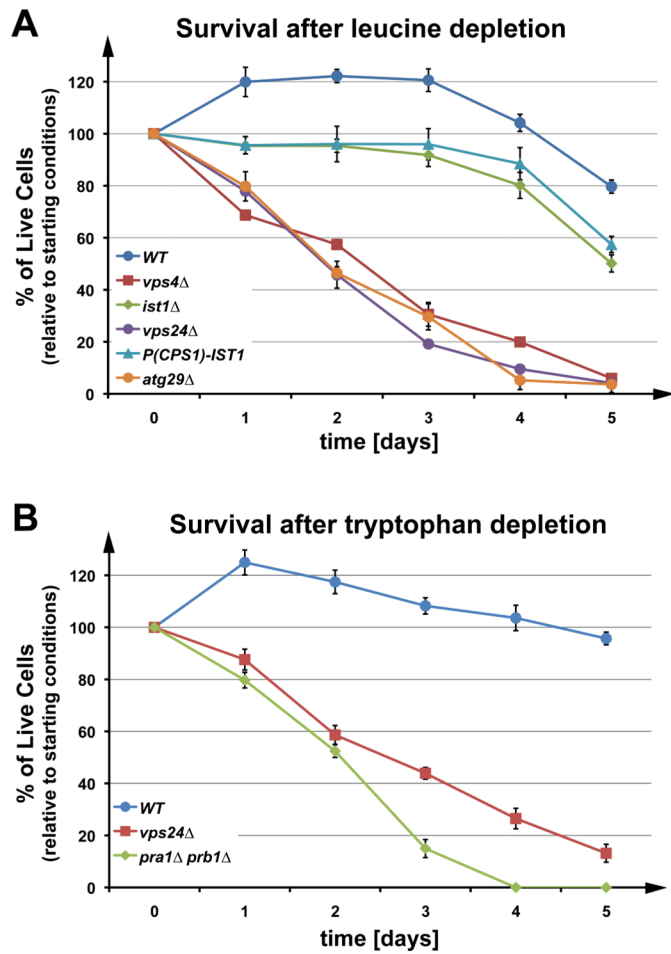 A
Survival after leucine depletion
% of Live Cells
(relative to starting conditions)
120
100
80
60
40
20
0
WT
vps4Δ
ist1Δ
vps24Δ
P(CPS1)-IST1
atg29Δ
0 1 2 3 4 5
time [days]
B
Survival after tryptophan depletion
% of Live Cells
(relative to starting conditions)
120
100
80
60
40
20
0
WT
vps24Δ
pra1Δ prb1Δ
0 1 2 3 4 5
time [days]